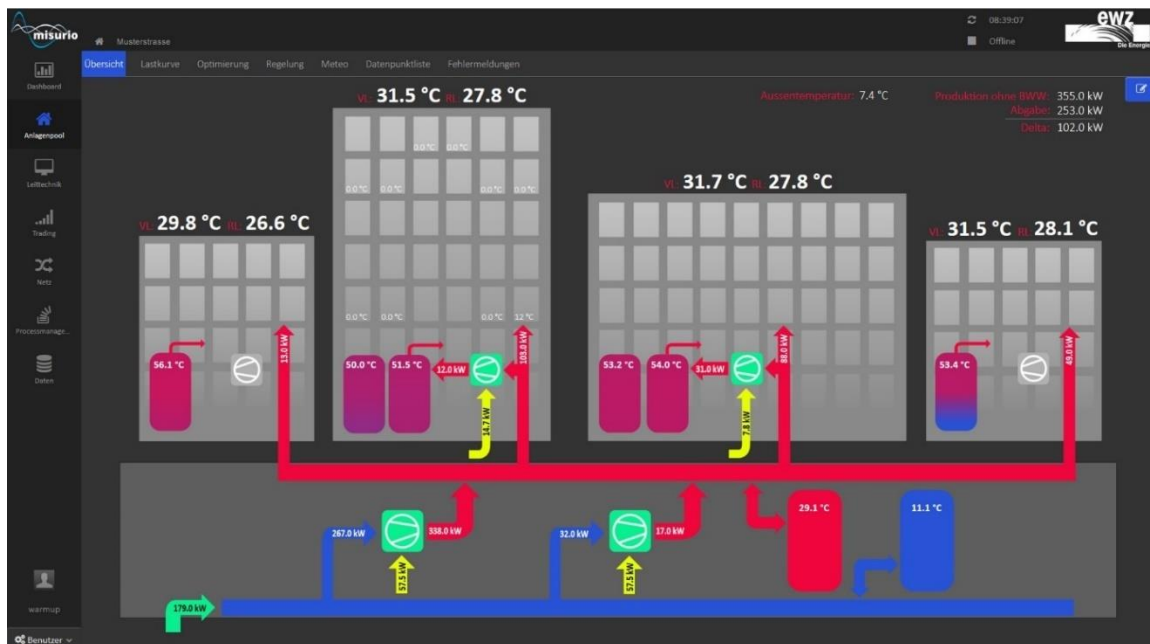 misurio
Musterstrasse
08:39:07
Offline
ewz
Die Energie
Dashboard
Anlagenpool
Leittechnik
Trading
Netz
Processmanage...
Daten
warmup
Benutzer
Übersicht Lastkurve Optimierung Regelung Meteo Datenpunktliste Fehlermeldungen
Aussentemperatur: 7.4 °C
Produktion ohne BWW: 355.0 kW
Abgabe: 253.0 kW
Delta: 102.0 kW
VL: 29.8 °C RL: 26.6 °C
56.1 °C
13.0 kW
VL: 31.5 °C RL: 27.8 °C
0.0 °C 0.0 °C
0.0 °C 0.0 °C 0.0 °C 0.0 °C
0.0 °C 0.0 °C 0.0 °C 12 °C
50.0 °C 51.5 °C 12.0 kW
103.0 kW
14.7 kW
VL: 31.7 °C RL: 27.8 °C
53.2 °C 54.0 °C 31.0 kW
88.0 kW
7.8 kW
VL: 31.5 °C RL: 28.1 °C
53.4 °C
49.0 kW
267.0 kW 338.0 kW
57.5 kW
32.0 kW 17.0 kW
57.5 kW
29.1 °C 11.1 °C
179.0 kW